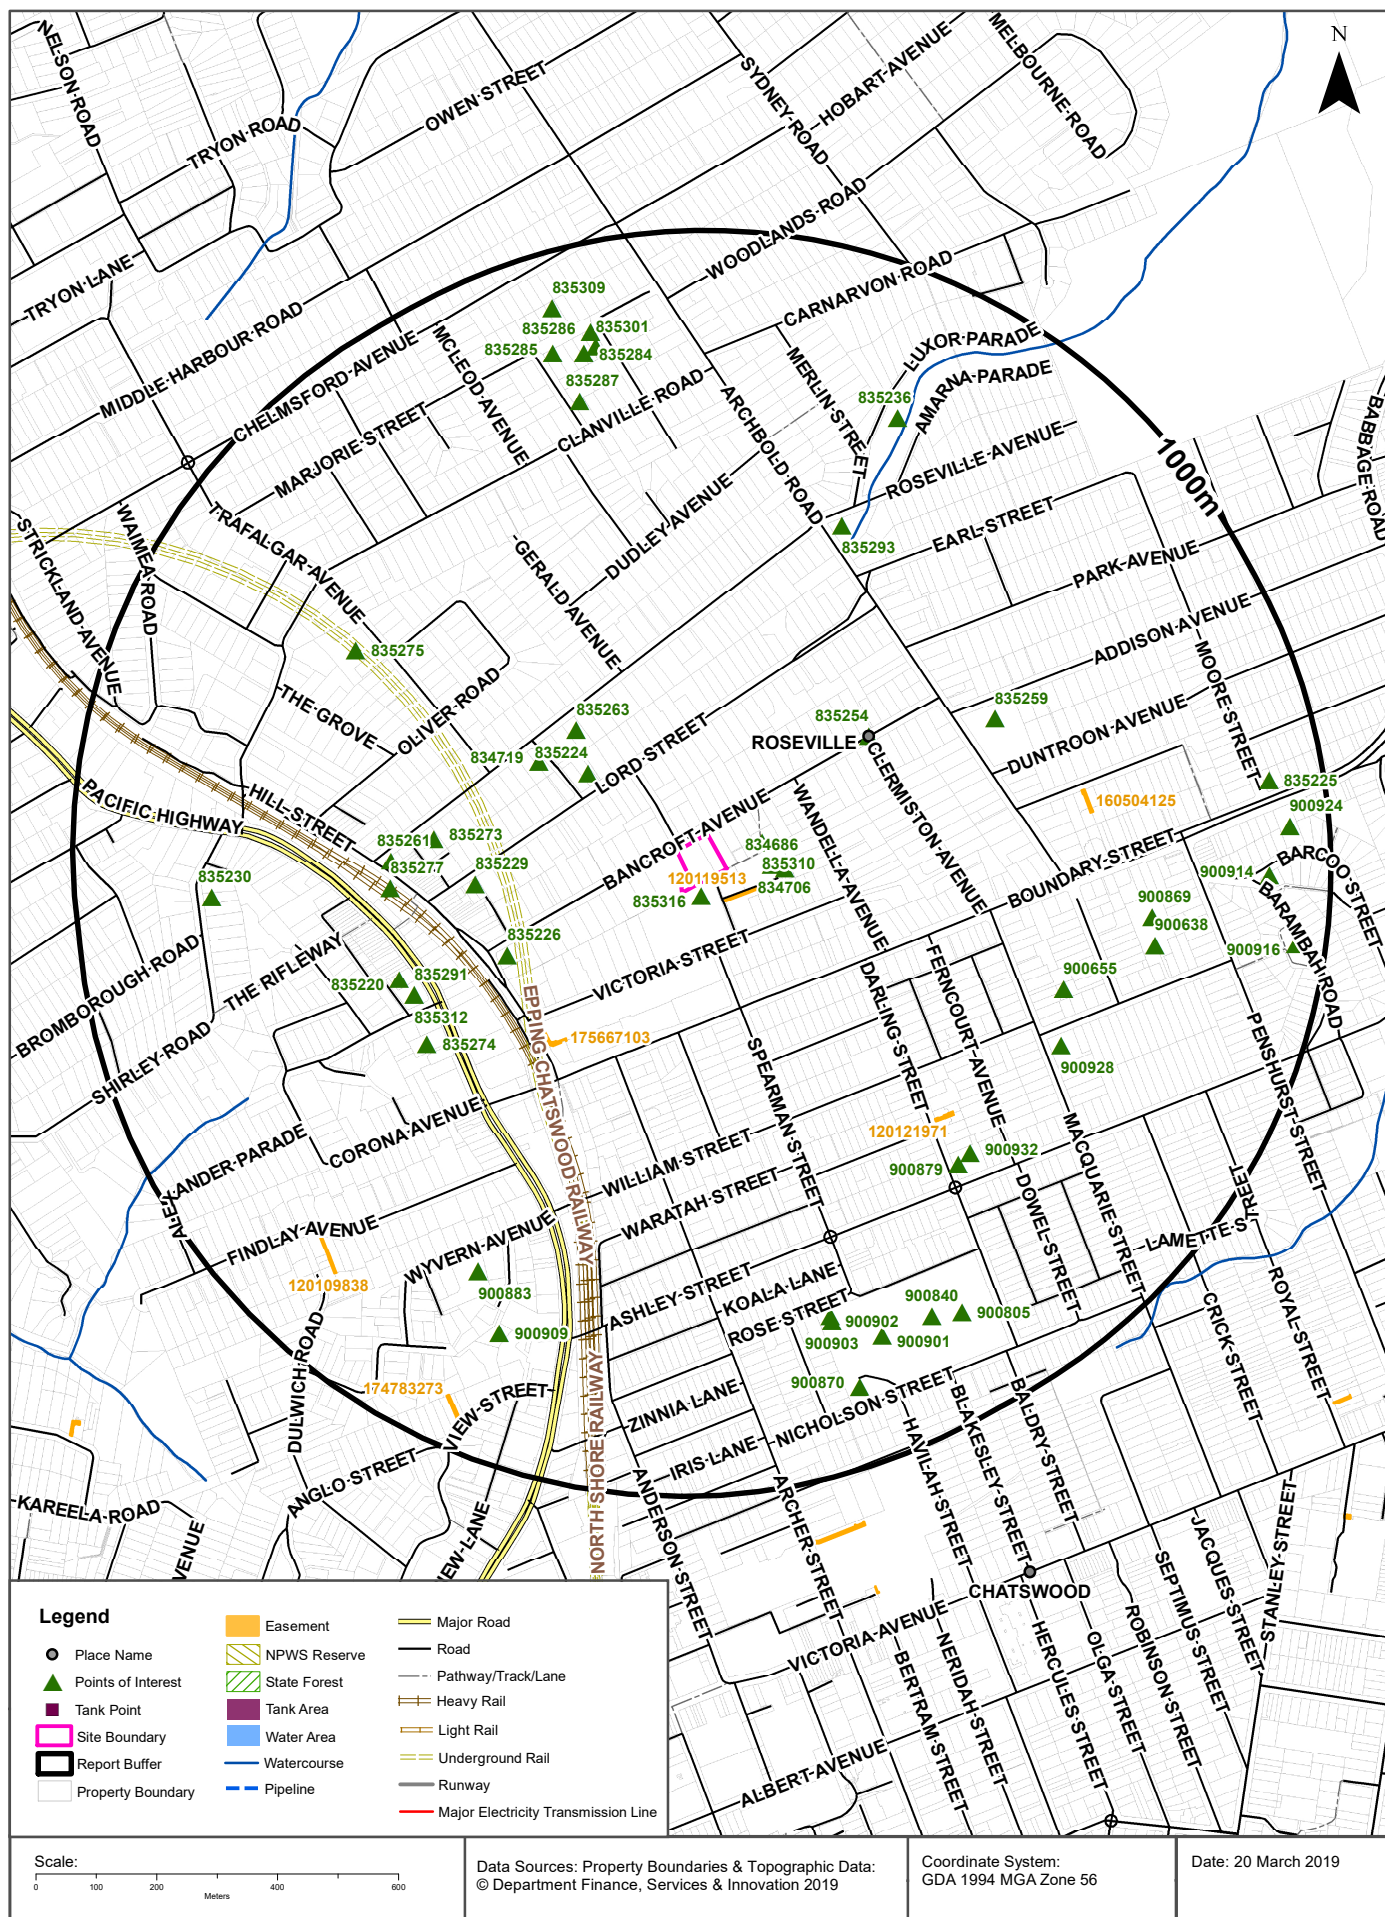 N
NELSON ROAD
TRYON ROAD
OWEN STREET
SYDNEY ROAD
HOBART AVENUE
MELBOURNE ROAD
WOODLANDS ROAD
TRYON LANE
MIDDLE HARBOUR ROAD
CHELMSFORD AVENUE
CARNARVON ROAD
835309
835286
835301
835285
835284
835287
MCLEOD AVENUE
MARJORIE STREET
CLANVILLE ROAD
MERLIN STREET
LUXOR PARADE
AMARNA PARADE
835236
ARCHBOLD ROAD
ROSEVILLE AVENUE
BABBAGE ROAD
1000m
STRICKLAND AVENUE
WAIMEA ROAD
TRAFALGAR AVENUE
GERALD AVENUE
DUDLEY AVENUE
835293
EARL STREET
PARK AVENUE
ADDISON AVENUE
MOORE STREET
835275
THE GROVE
OLIVER ROAD
835263
834719
835224
LORD STREET
835254
ROSEVILLE
835259
DUNTROON AVENUE
CLERMISTON AVENUE
160504125
835225
900924
PACIFIC HIGHWAY
HILL STREET
835261
835273
835277
835229
835230
BANCROFT AVENUE
WANDELLA AVENUE
834686
835310
120119513
834706
835316
BOUNDARY STREET
BARCOO STREET
900914
BARAMBAH ROAD
900869
900638
900916
900655
BROMBOROUGH ROAD
THE RIFLEWAY
SHIRLEY ROAD
835226
835291
835220
835312
835274
VICTORIA STREET
EPPING CHATSWOOD RAILWAY
175667103
DARLING STREET
FERNCOURT AVENUE
900928
PENSHURST STREET
SPEARMAN STREET
120121971
900932
900879
MACQUARIE STREET
DOWEL STREET
CORONA AVENUE
ALEXANDER PARADE
WILLIAM STREET
WARATAH STREET
FINDLAY AVENUE
WYVERN AVENUE
120109838
900883
900909
ASHLEY STREET
KOALA LANE
ROSE STREET
900840
900805
900902
900903
900901
900870
LAMETTE S
TREET
CRICK STREET
ROYAL STREET
DULWICH ROAD
174783273
VIEW STREET
ANGLO STREET
NORTH SHORE RAILWAY
ZINNIA LANE
IRIS LANE
NICHOLSON STREET
HAVILAH STREET
BLAKESLEY STREET
BALDRY STREET
KAREELA ROAD
VENUE
IEW LANE
ANDERSON STREET
ARCHER STREET
CHATSWOOD
VICTORIA AVENUE
BERTRAM STREET
NERIDAH STREET
HERCULES STREET
OLGA STREET
ROBINSON STREET
SEPTIMUS STREET
JACQUES STREET
STANLEY STREET
ALBERT AVENUE
Legend
Place Name
Points of Interest
Tank Point
Site Boundary
Report Buffer
Property Boundary
Easement
NPWS Reserve
State Forest
Tank Area
Water Area
Watercourse
Pipeline
Major Road
Road
Pathway/Track/Lane
Heavy Rail
Light Rail
Underground Rail
Runway
Major Electricity Transmission Line
Scale:
0 100 200 400 600
Meters
Data Sources: Property Boundaries & Topographic Data:
© Department Finance, Services & Innovation 2019
Coordinate System:
GDA 1994 MGA Zone 56
Date: 20 March 2019